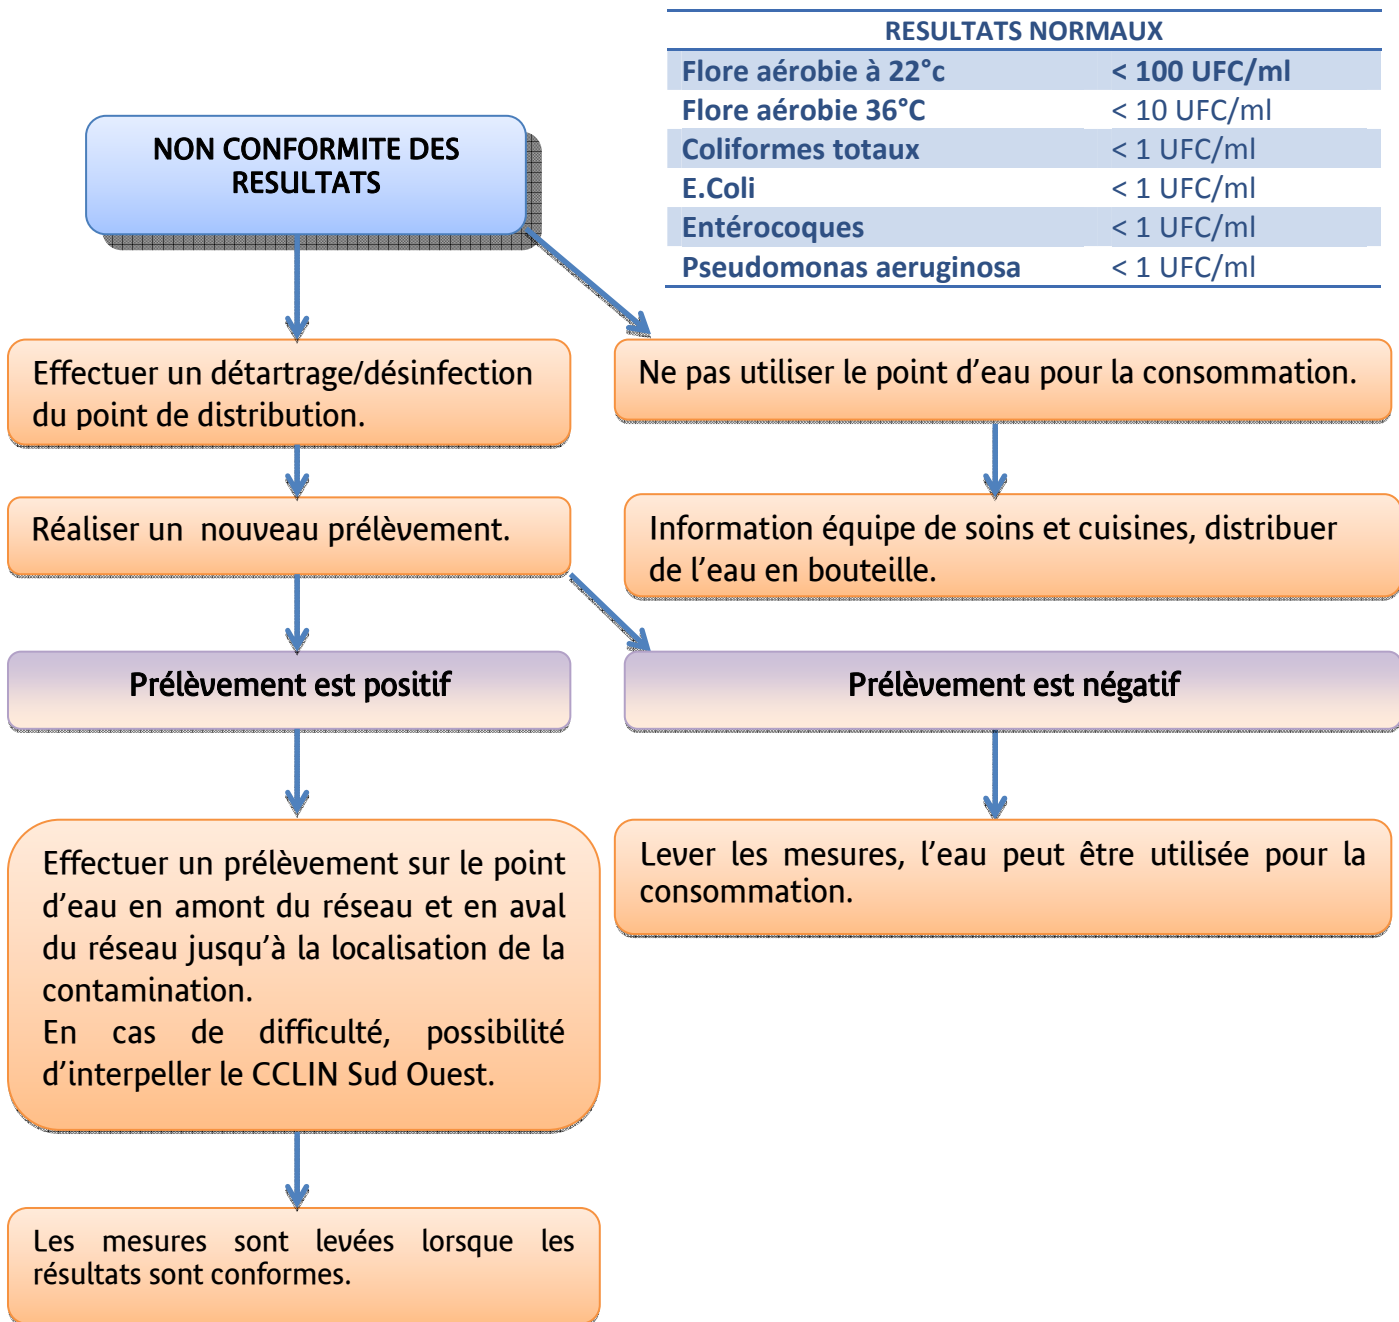 RESULTATS NORMAUX
Flore aérobie à 22°c < 100 UFC/ml
Flore aérobie 36°C < 10 UFC/ml
Coliformes totaux < 1 UFC/ml
E.Coli < 1 UFC/ml
Entérocoques < 1 UFC/ml
Pseudomonas aeruginosa < 1 UFC/ml
NON CONFORMITE DES
RESULTATS
Effectuer un détartrage/désinfection
du point de distribution.
Ne pas utiliser le point d'eau pour la consommation.
Réaliser un nouveau prélèvement.
Information équipe de soins et cuisines, distribuer
de l'eau en bouteille.
Prélèvement est positif
Prélèvement est négatif
Effectuer un prélèvement sur le point
d'eau en amont du réseau et en aval
du réseau jusqu'à la localisation de la
contamination.
En cas de difficulté, possibilité
d'interpeller le CCLIN Sud Ouest.
Lever les mesures, l'eau peut être utilisée pour la
consommation.
Les mesures sont levées lorsque les
résultats sont conformes.